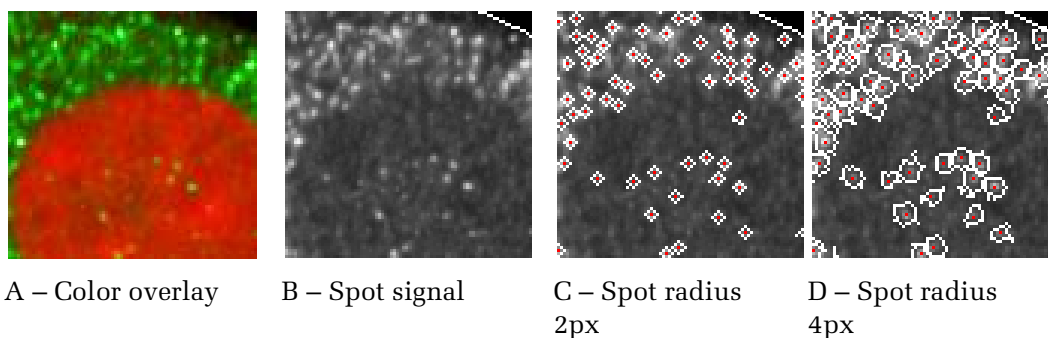 A – Color overlay
B – Spot signal
C – Spot radius
2px
D – Spot radius
4px